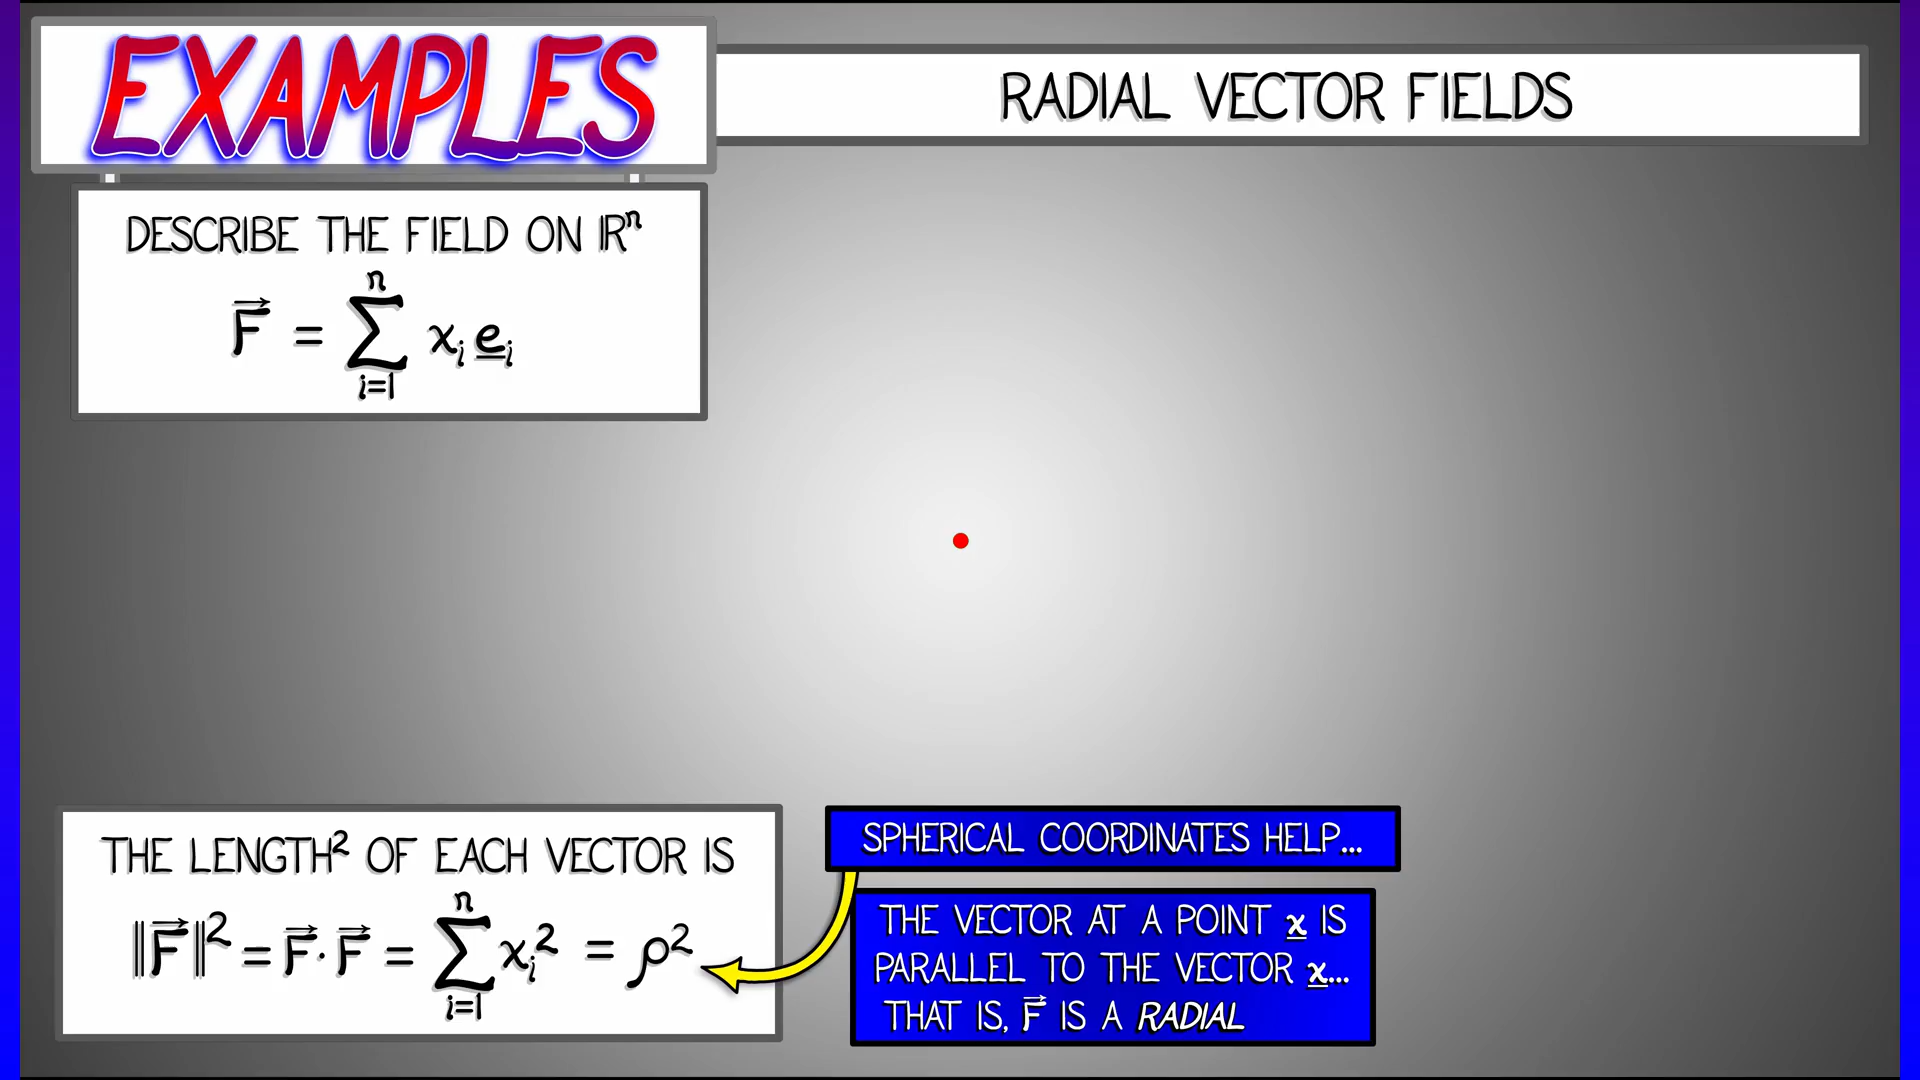 EXAMPLES
RADIAL VECTOR FIELDS
DESCRIBE THE FIELD ON ℝⁿ
F⃗ = ∑ᵢ₌₁ⁿ xᵢ e̲ᵢ
THE LENGTH² OF EACH VECTOR IS
‖F⃗‖² = F⃗·F⃗ = ∑ᵢ₌₁ⁿ xᵢ² = ρ²
SPHERICAL COORDINATES HELP...
THE VECTOR AT A POINT x̲ IS
PARALLEL TO THE VECTOR x̲...
THAT IS, F⃗ IS A RADIAL